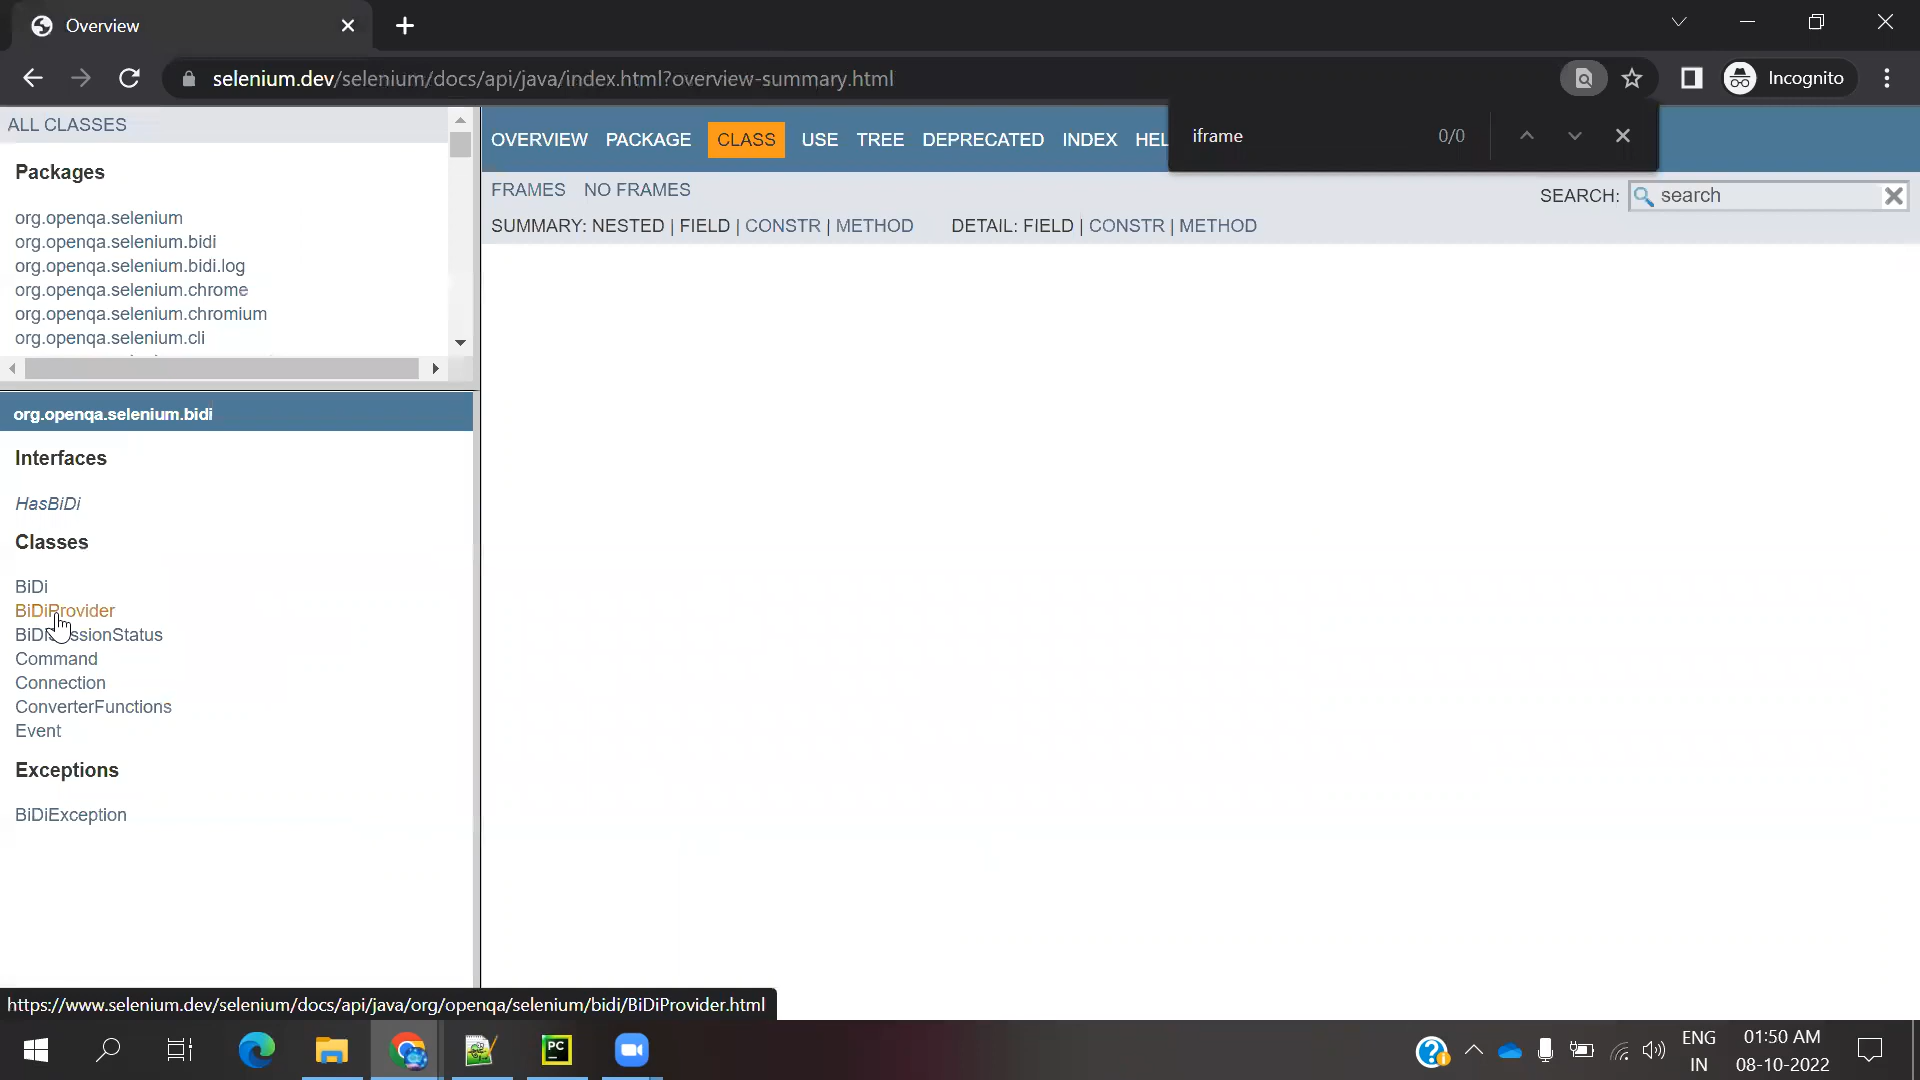 Overview
selenium.dev/selenium/docs/api/java/index.html?overview-summary.html
Incognito
iframe
0/0
ALL CLASSES
Packages
org.openqa.selenium
org.openqa.selenium.bidi
org.openqa.selenium.bidi.log
org.openqa.selenium.chrome
org.openqa.selenium.chromium
org.openqa.selenium.cli
org.openqa.selenium.bidi
Interfaces
HasBiDi
Classes
BiDi
BiDiProvider
Command
Connection
ConverterFunctions
Event
Exceptions
BiDiException
OVERVIEW PACKAGE CLASS USE TREE DEPRECATED INDEX HEL
FRAMES NO FRAMES
SEARCH: search
SUMMARY: NESTED | FIELD | CONSTR | METHOD DETAIL: FIELD | CONSTR | METHOD
https://www.selenium.dev/selenium/docs/api/java/org/openqa/selenium/bidi/BiDiProvider.html
PC
ENG
IN
01:50 AM
08-10-2022